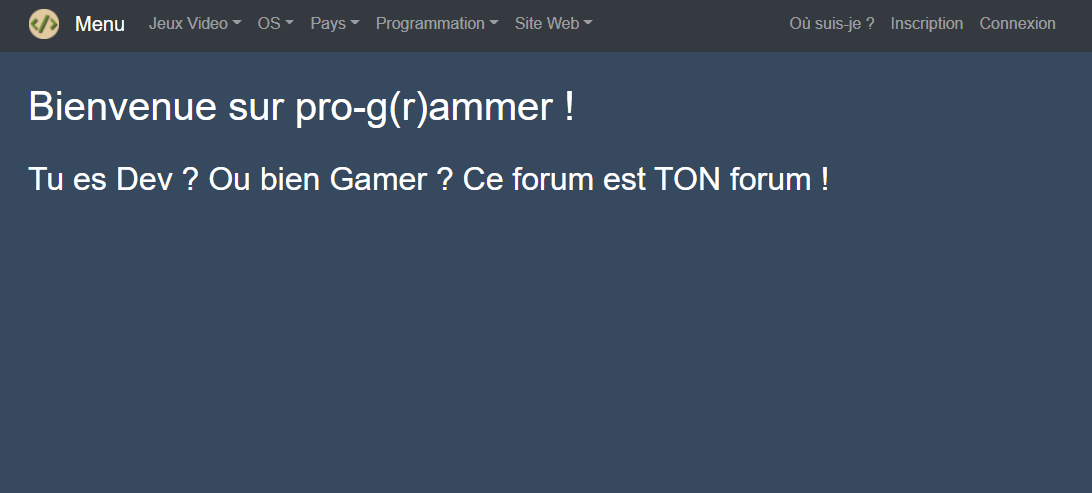 </> Menu Jeux Video OS Pays Programmation Site Web Où suis-je ? Inscription Connexion
Bienvenue sur pro-g(r)ammer !
Tu es Dev ? Ou bien Gamer ? Ce forum est TON forum !